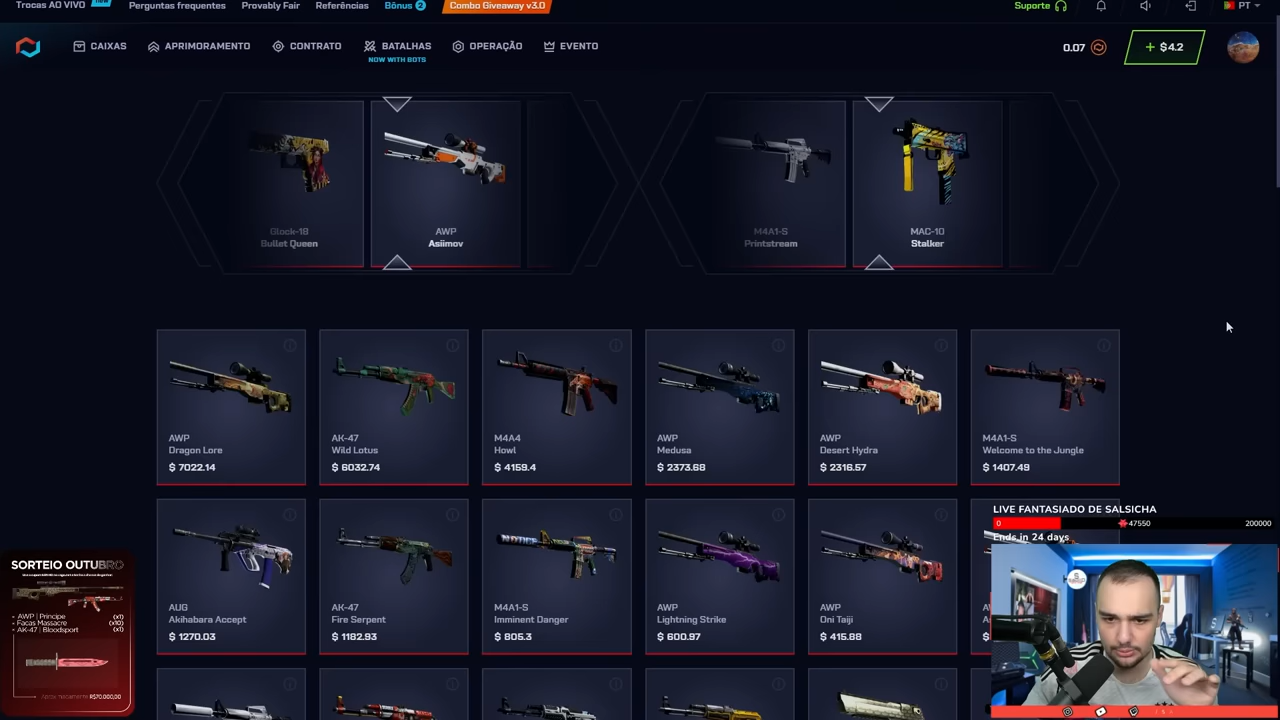 Trocas AO VIVO
Perguntas frequentes
Provably Fair
Referências
Bônus 2
Combo Giveaway v3.0
Suporte
PT
CAIXAS
APRIMORAMENTO
CONTRATO
BATALHAS
NOW WITH BOTS
OPERAÇÃO
EVENTO
0.07
+ $4.2
Glock-18
Bullet Queen
AWP
Asiimov
M4A1-S
Printstream
MAC-10
Stalker
AWP
Dragon Lore
$ 7022.14
AK-47
Wild Lotus
$ 6032.74
M4A4
Howl
$ 4159.4
AWP
Medusa
$ 2373.68
AWP
Desert Hydra
$ 2316.57
M4A1-S
Welcome to the Jungle
$ 1407.49
AUG
Akihabara Accept
$ 1270.03
AK-47
Fire Serpent
$ 1182.93
M4A1-S
Imminent Danger
$ 805.3
AWP
Lightning Strike
$ 600.97
AWP
Oni Taiji
$ 415.88
LIVE FANTASIADO DE SALSICHA
0
47550
200000
Ends in 24 days
SORTEIO OUTUBRO
- AWP | Príncipe (x1)
- Facas Massacre (x10)
- AK-47 | Bloodsport (x1)
R$70.000,00